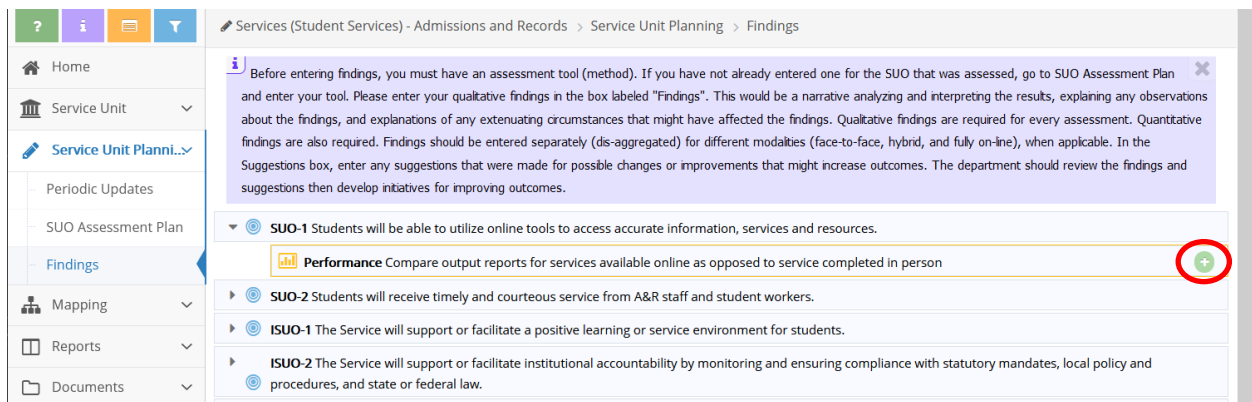 ? i
Services (Student Services) - Admissions and Records > Service Unit Planning > Findings
Home
Service Unit
Service Unit Planni...
Periodic Updates
SUO Assessment Plan
Findings
Mapping
Reports
Documents
i Before entering findings, you must have an assessment tool (method). If you have not already entered one for the SUO that was assessed, go to SUO Assessment Plan
and enter your tool. Please enter your qualitative findings in the box labeled "Findings". This would be a narrative analyzing and interpreting the results, explaining any observations
about the findings, and explanations of any extenuating circumstances that might have affected the findings. Qualitative findings are required for every assessment. Quantitative
findings are also required. Findings should be entered separately (dis-aggregated) for different modalities (face-to-face, hybrid, and fully on-line), when applicable. In the
Suggestions box, enter any suggestions that were made for possible changes or improvements that might increase outcomes. The department should review the findings and
suggestions then develop initiatives for improving outcomes.
SUO-1 Students will be able to utilize online tools to access accurate information, services and resources.
Performance Compare output reports for services available online as opposed to service completed in person
SUO-2 Students will receive timely and courteous service from A&R staff and student workers.
ISUO-1 The Service will support or facilitate a positive learning or service environment for students.
ISUO-2 The Service will support or facilitate institutional accountability by monitoring and ensuring compliance with statutory mandates, local policy and
procedures, and state or federal law.